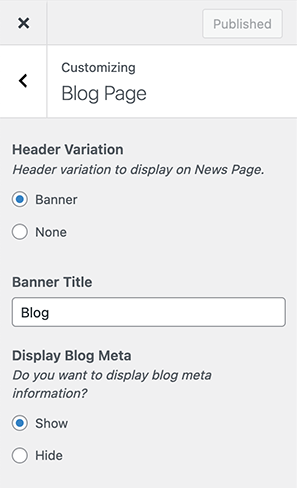 Published
Customizing
Blog Page
Header Variation
Header variation to display on News Page.
Banner
None
Banner Title
Blog
Display Blog Meta
Do you want to display blog meta
information?
Show
Hide